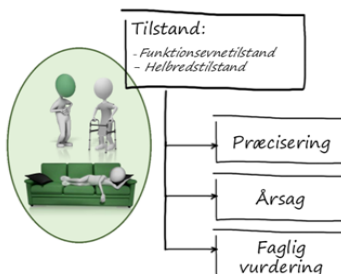 Tilstand:
- Funktionsevnetilstand
- Helbredstilstand
Præcisering
Årsag
Faglig
vurdering